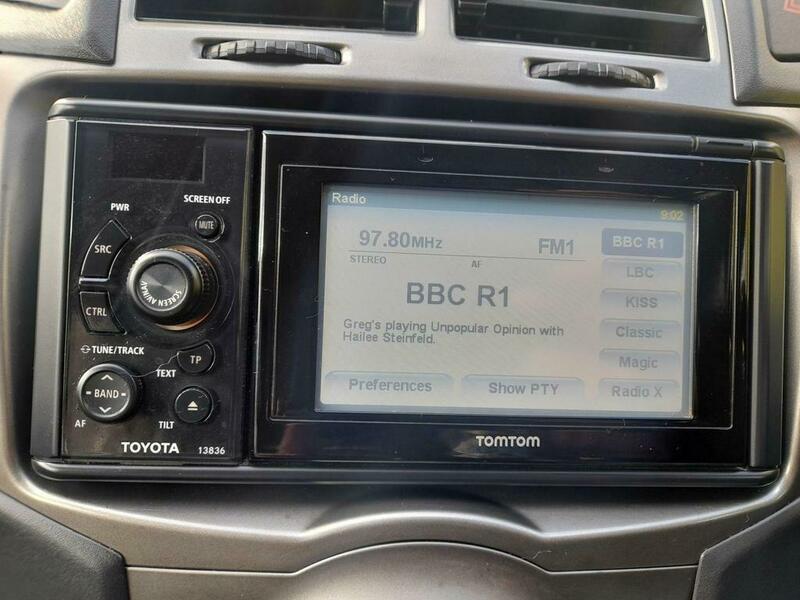 PWR
SCREEN OFF
MUTE
SRC
SCREEN AV/NAV
CTRL
TUNE/TRACK
TEXT
TP
BAND
AF
TILT
TOYOTA 13836
Radio
9:02
97.80MHz
FM1
STEREO
AF
BBC R1
Greg's playing Unpopular Opinion with
Hailee Steinfeld.
Preferences
Show PTY
BBC R1
LBC
KISS
Classic
Magic
Radio X
TOMTOM